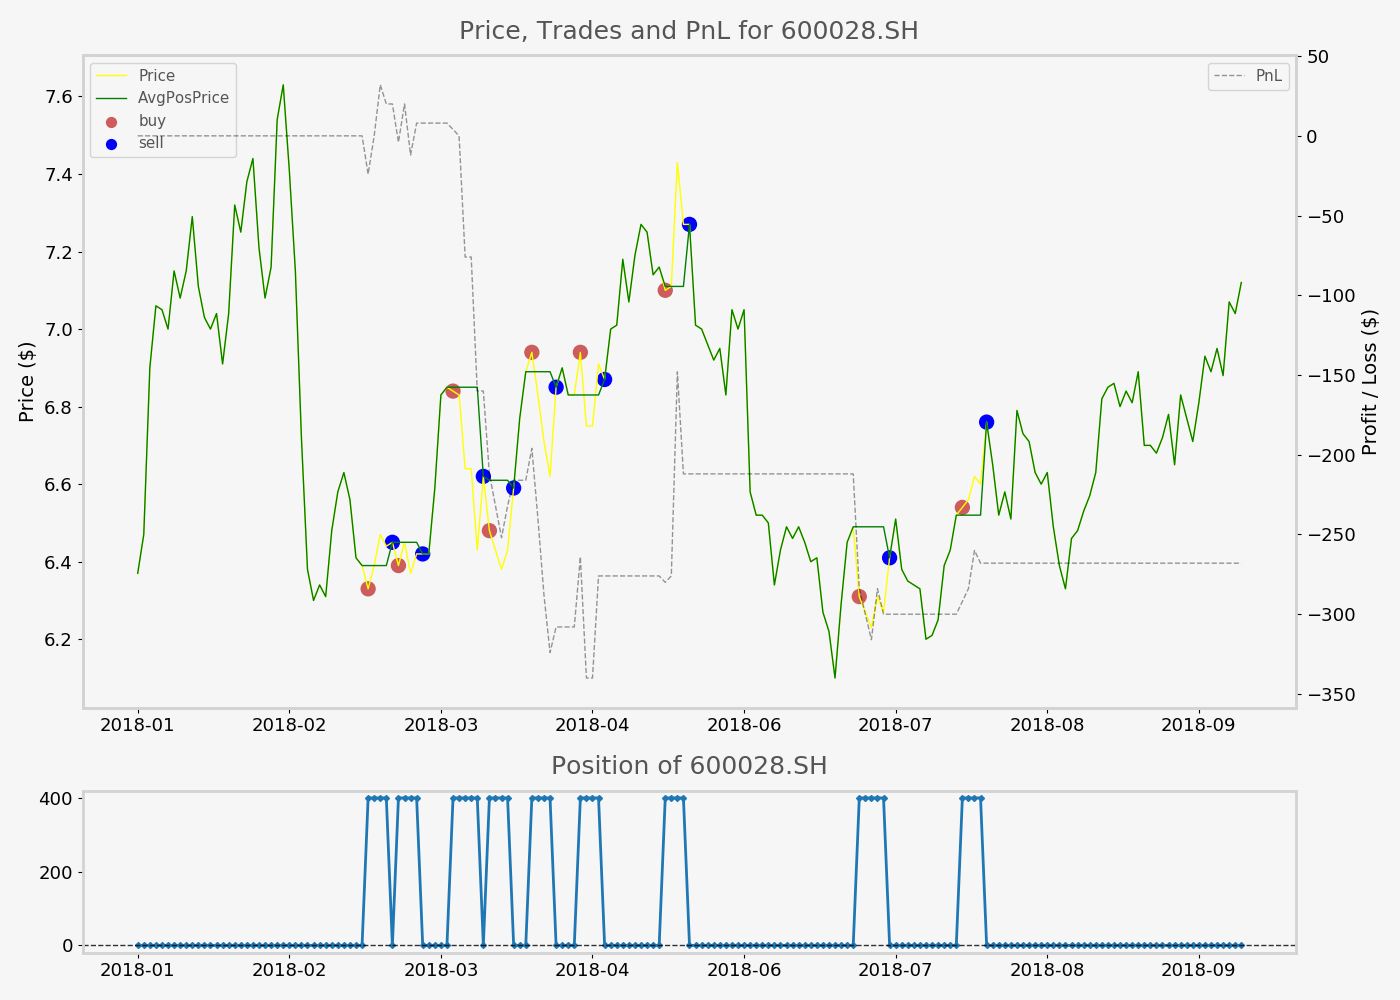 Price, Trades and PnL for 600028.SH
Price
AvgPosPrice
buy
sell
PnL
Price ($)
7.6
7.4
7.2
7.0
6.8
6.6
6.4
6.2
Profit / Loss ($)
50
0
−50
−100
−150
−200
−250
−300
−350
2018-01 2018-02 2018-03 2018-04 2018-06 2018-07 2018-08 2018-09
Position of 600028.SH
400
200
0
2018-01 2018-02 2018-03 2018-04 2018-06 2018-07 2018-08 2018-09